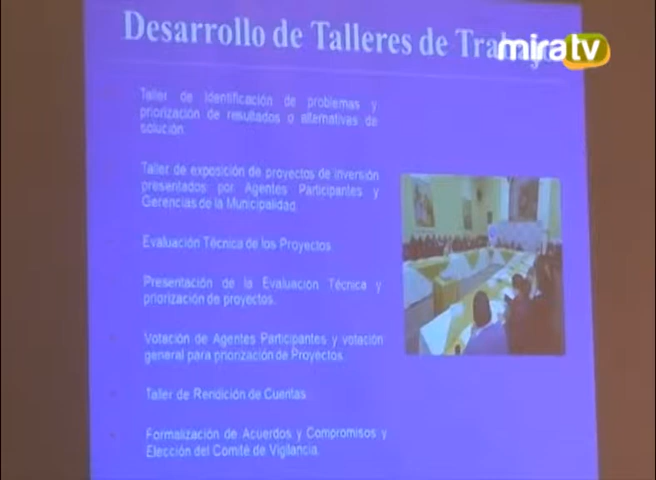 Desarrollo de Talleres de Trabajo
miratv
Taller de identificación de problemas y
priorización de resultados o alternativas de
solución.
Taller de exposición de proyectos de inversión
presentados por Agentes Participantes y
Gerencias de la Municipalidad.
Evaluación Técnica de los Proyectos.
Presentación de la Evaluación Técnica y
priorización de proyectos.
Votación de Agentes Participantes y votación
general para priorización de Proyectos.
Taller de Rendición de Cuentas
Formalización de Acuerdos y Compromisos y
Elección del Comité de Vigilancia.